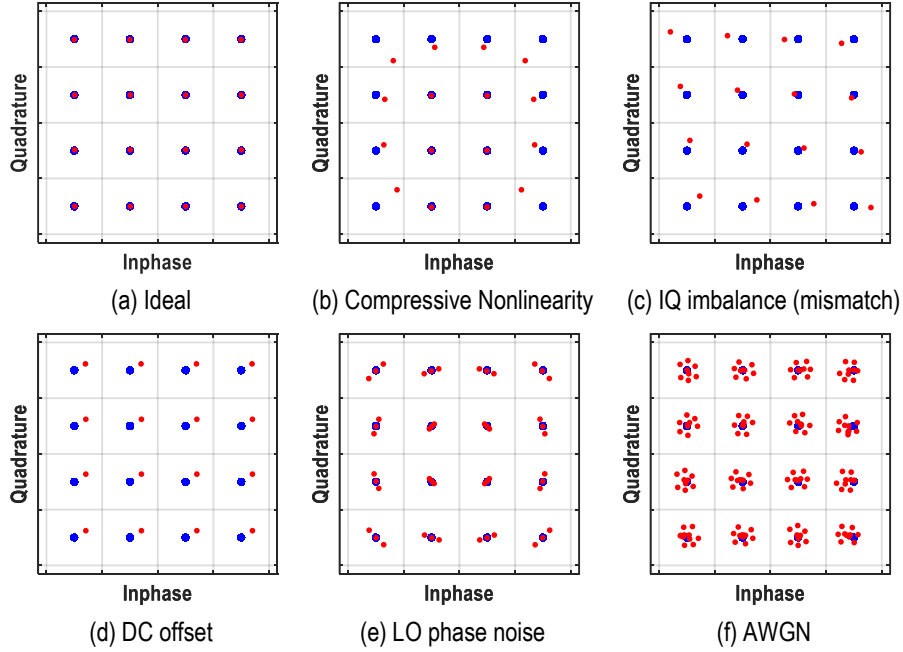 Quadrature
Inphase
(a) Ideal
Quadrature
Inphase
(b) Compressive Nonlinearity
Quadrature
Inphase
(c) IQ imbalance (mismatch)
Quadrature
Inphase
(d) DC offset
Quadrature
Inphase
(e) LO phase noise
Quadrature
Inphase
(f) AWGN